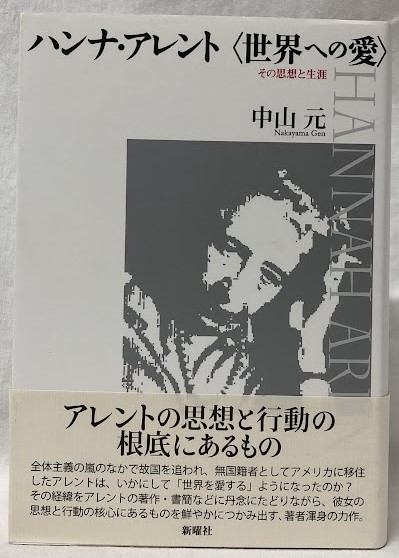 ハンナ・アレント〈世界への愛〉
その思想と生涯
中山 元
Nakayama Gen
HANNAH ARE
アレントの思想と行動の
根底にあるもの
全体主義の嵐のなかで故国を追われ、無国籍者としてアメリカに移住
したアレントは、いかにして「世界を愛する」ようになったのか?
その経緯をアレントの著作・書簡などに丹念にたどりながら、彼女の
思想と行動の核心にあるものを鮮やかにつかみ出す、著者渾身の力作。
新曜社